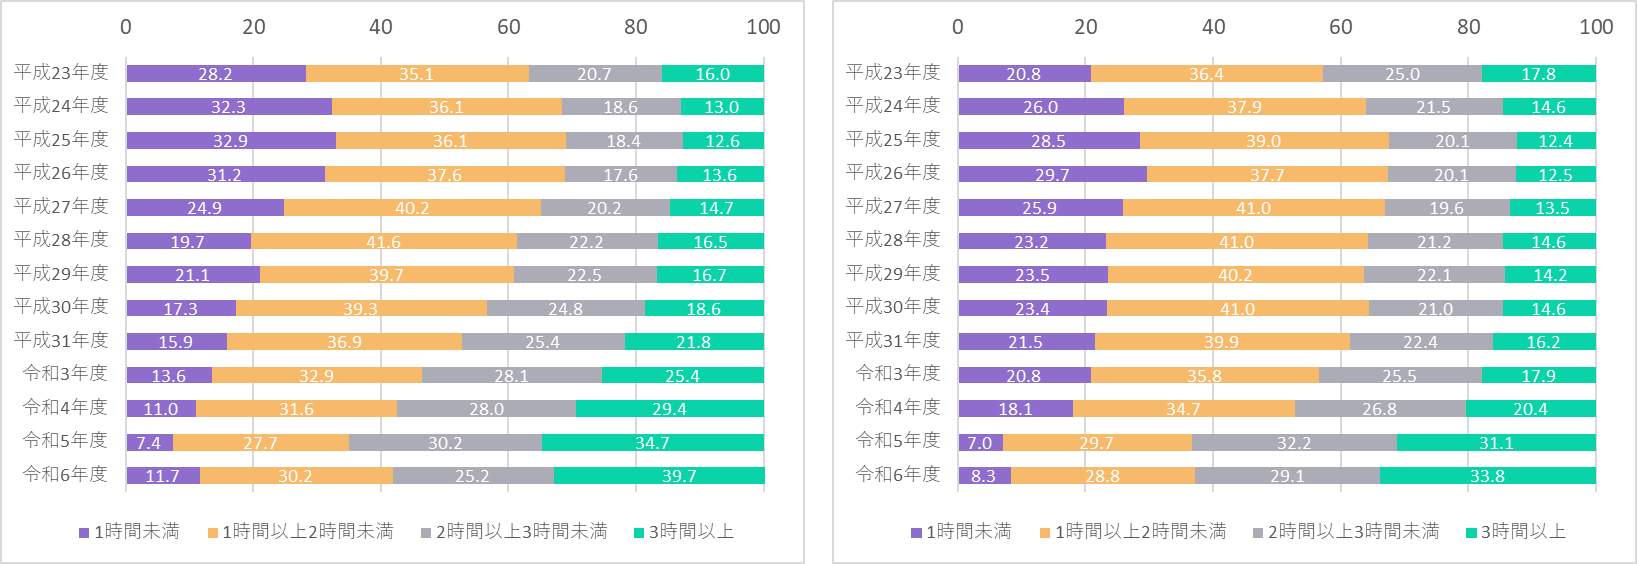 0 20 40 60 80 100
平成23年度 28.2 35.1 20.7 16.0
平成24年度 32.3 36.1 18.6 13.0
平成25年度 32.9 36.1 18.4 12.6
平成26年度 31.2 37.6 17.6 13.6
平成27年度 24.9 40.2 20.2 14.7
平成28年度 19.7 41.6 22.2 16.5
平成29年度 21.1 39.7 22.5 16.7
平成30年度 17.3 39.3 24.8 18.6
平成31年度 15.9 36.9 25.4 21.8
令和3年度 13.6 32.9 28.1 25.4
令和4年度 11.0 31.6 28.0 29.4
令和5年度 7.4 27.7 30.2 34.7
令和6年度 11.7 30.2 25.2 39.7
1時間未満 1時間以上2時間未満 2時間以上3時間未満 3時間以上
0 20 40 60 80 100
平成23年度 20.8 36.4 25.0 17.8
平成24年度 26.0 37.9 21.5 14.6
平成25年度 28.5 39.0 20.1 12.4
平成26年度 29.7 37.7 20.1 12.5
平成27年度 25.9 41.0 19.6 13.5
平成28年度 23.2 41.0 21.2 14.6
平成29年度 23.5 40.2 22.1 14.2
平成30年度 23.4 41.0 21.0 14.6
平成31年度 21.5 39.9 22.4 16.2
令和3年度 20.8 35.8 25.5 17.9
令和4年度 18.1 34.7 26.8 20.4
令和5年度 7.0 29.7 32.2 31.1
令和6年度 8.3 28.8 29.1 33.8
1時間未満 1時間以上2時間未満 2時間以上3時間未満 3時間以上